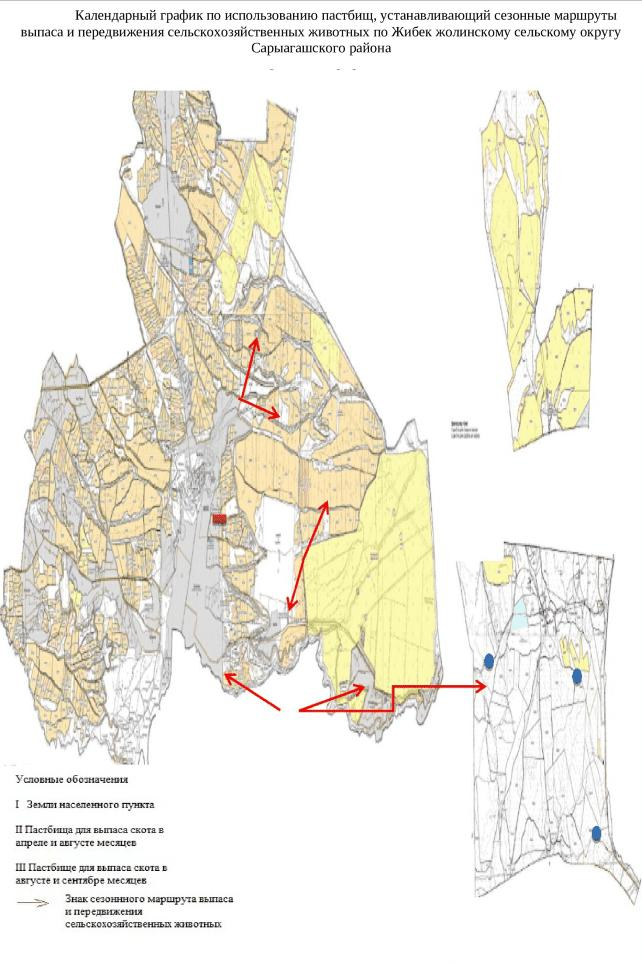 Календарный график по использованию пастбищ, устанавливающий сезонные маршруты
выпаса и передвижения сельскохозяйственных животных по Жибек жолинскому сельскому округу
Сарыагашского района
Условные обозначения
I Земли населенного пункта
II Пастбища для выпаса скота в
апреле и августе месяцев
III Пастбище для выпаса скота в
августе и сентябре месяцев
Знак сезоннного маршрута выпаса
и передвижения
сельскохозяйственных животных